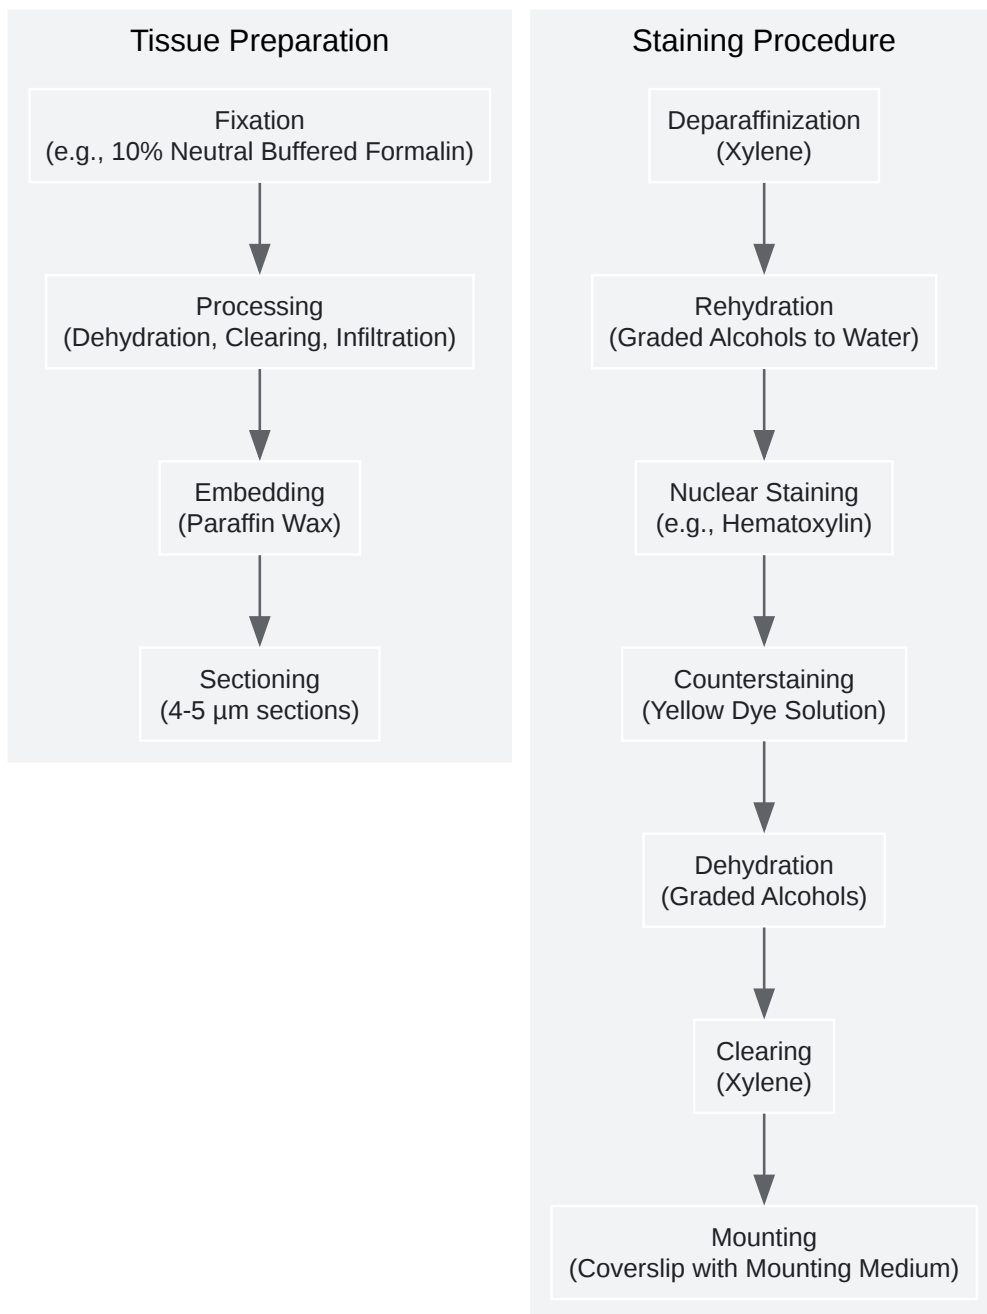 Tissue Preparation
Fixation
(e.g., 10% Neutral Buffered Formalin)
Processing
(Dehydration, Clearing, Infiltration)
Embedding
(Paraffin Wax)
Sectioning
(4-5 µm sections)
Staining Procedure
Deparaffinization
(Xylene)
Rehydration
(Graded Alcohols to Water)
Nuclear Staining
(e.g., Hematoxylin)
Counterstaining
(Yellow Dye Solution)
Dehydration
(Graded Alcohols)
Clearing
(Xylene)
Mounting
(Coverslip with Mounting Medium)